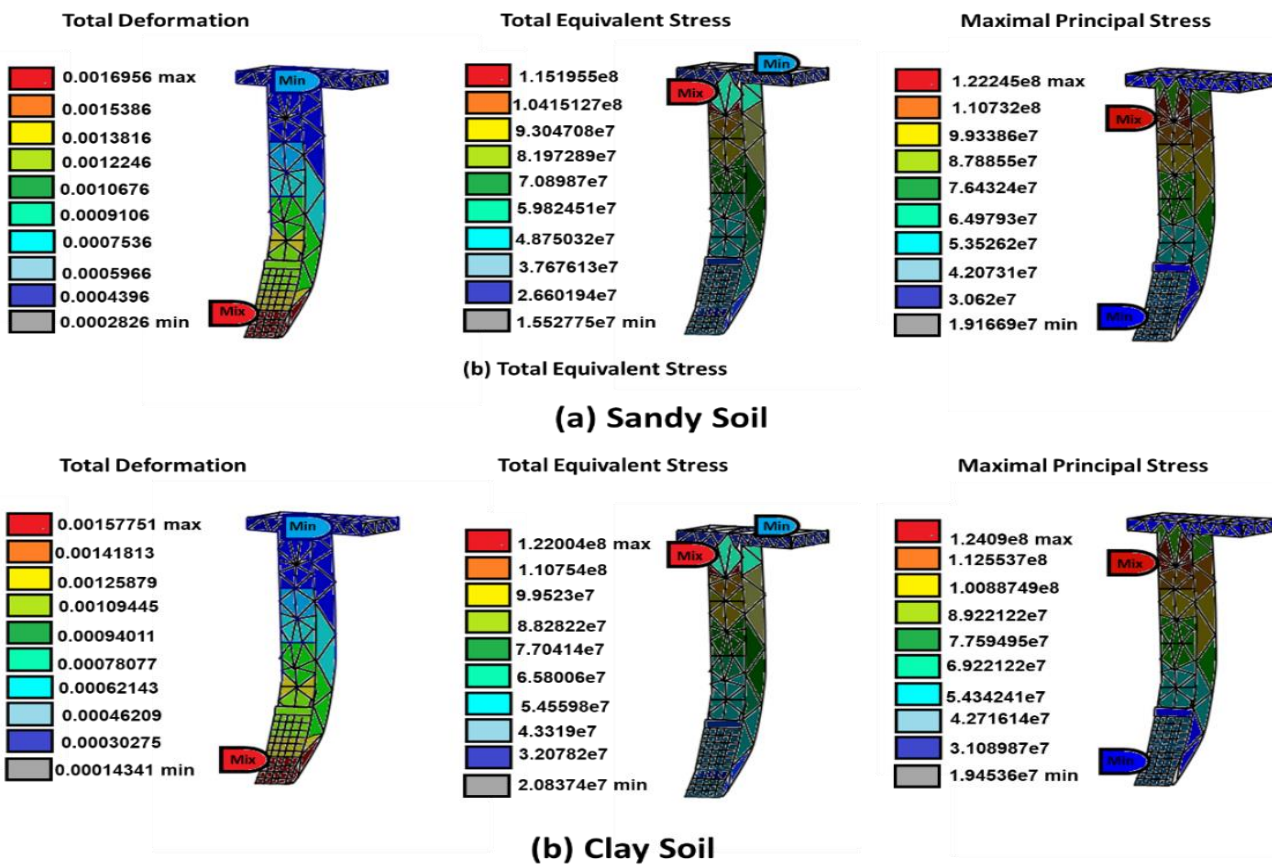 Total Deformation
0.0016956 max
0.0015386
0.0013816
0.0012246
0.0010676
0.0009106
0.0007536
0.0005966
0.0004396
0.0002826 min
Min
Mix
Total Equivalent Stress
1.151955e8
1.0415127e8
9.304708e7
8.197289e7
7.08987e7
5.982451e7
4.875032e7
3.767613e7
2.660194e7
1.552775e7 min
Min
Mix
Maximal Principal Stress
1.22245e8 max
1.10732e8
9.93386e7
8.78855e7
7.64324e7
6.49793e7
5.35262e7
4.20731e7
3.062e7
1.91669e7 min
Mix
Min
(b) Total Equivalent Stress
(a) Sandy Soil
Total Deformation
0.00157751 max
0.00141813
0.00125879
0.00109445
0.00094011
0.00078077
0.00062143
0.00046209
0.00030275
0.00014341 min
Min
Mix
Total Equivalent Stress
1.22004e8 max
1.10754e8
9.9523e7
8.82822e7
7.70414e7
6.58006e7
5.45598e7
4.3319e7
3.20782e7
2.08374e7 min
Min
Mix
Maximal Principal Stress
1.2409e8 max
1.125537e8
1.0088749e8
8.922122e7
7.759495e7
6.922122e7
5.434241e7
4.271614e7
3.108987e7
1.94536e7 min
Mix
Min
(b) Clay Soil